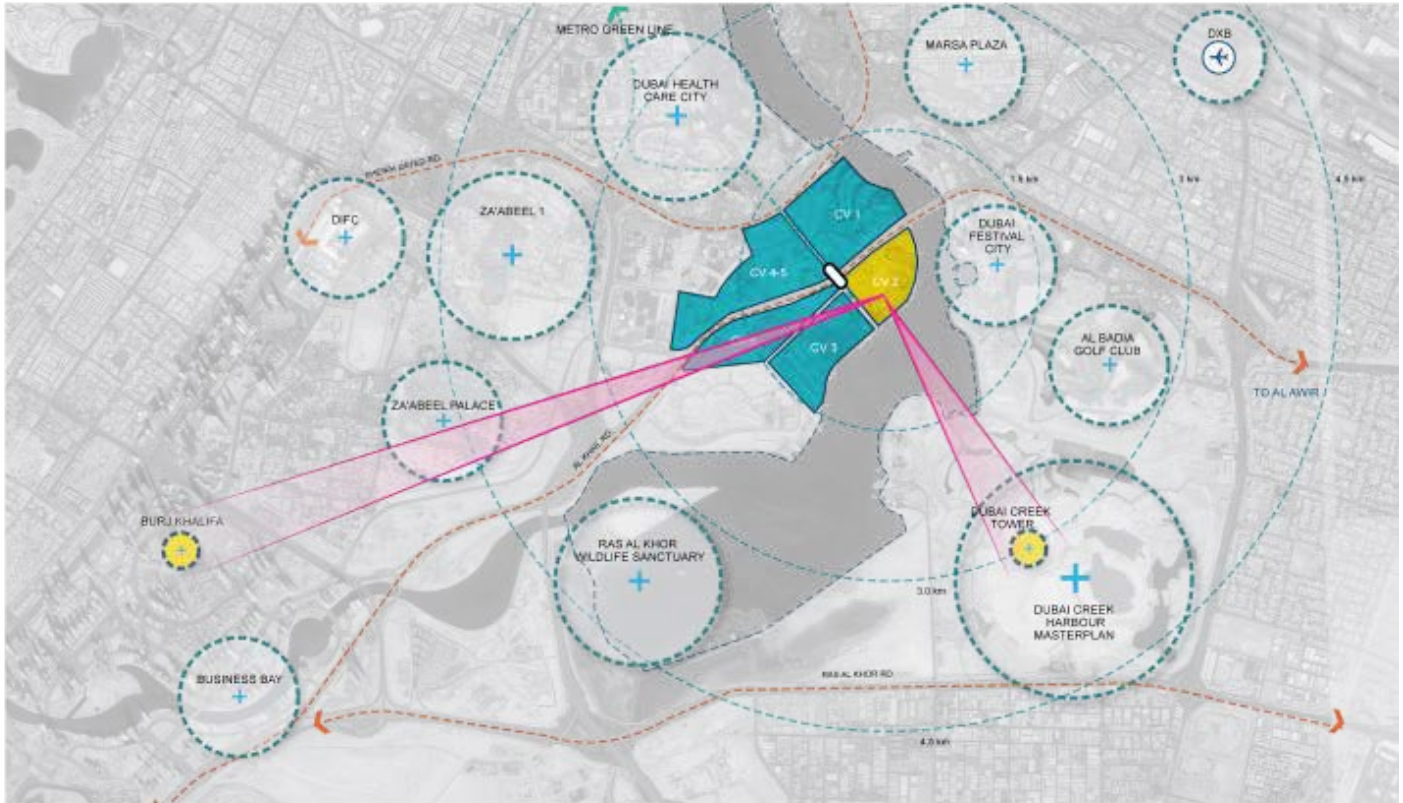 METRO GREEN LINE
MARSA PLAZA
DXB
DUBAI HEALTH
CARE CITY
SHEIKH ZAYED RD.
1.5 km
3 km
4.5 km
DIFC
ZA'ABEEL 1
CV 1
DUBAI
FESTIVAL
CITY
CV 4-5
CV 2
CV 3
AL BADIA
GOLF CLUB
TO AL AWIR
ZA'ABEEL PALACE
AL KHAIL RD.
BURJ KHALIFA
DUBAI CREEK
TOWER
RAS AL KHOR
WILDLIFE SANCTUARY
3.0 km
DUBAI CREEK
HARBOUR
MASTERPLAN
BUSINESS BAY
RAS AL KHOR RD.
4.5 km